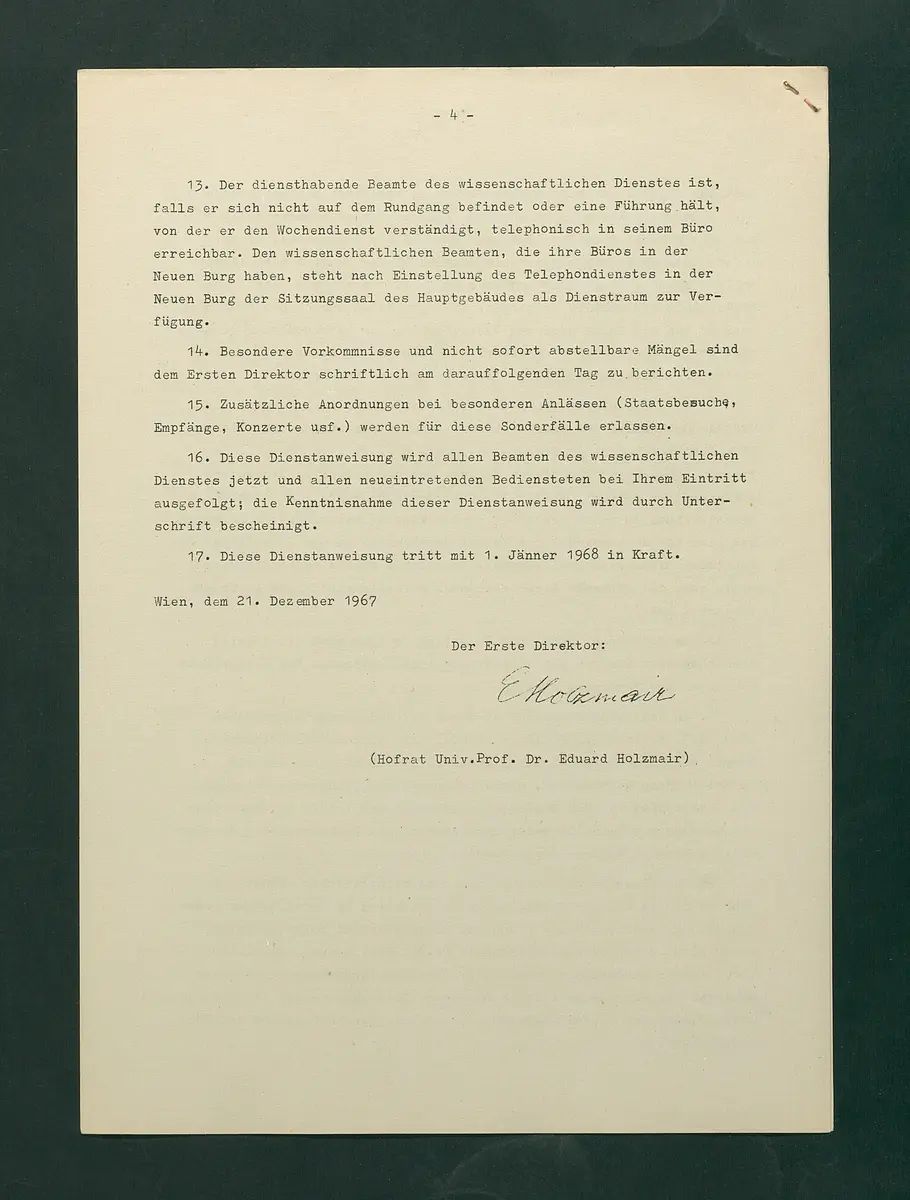 - 4 -
13. Der diensthabende Beamte des wissenschaftlichen Dienstes ist,
falls er sich nicht auf dem Rundgang befindet oder eine Führung hält,
von der er den Wochendienst verständigt, telephonisch in seinem Büro
erreichbar. Den wissenschaftlichen Beamten, die ihre Büros in der
Neuen Burg haben, steht nach Einstellung des Telephondienstes in der
Neuen Burg der Sitzungssaal des Hauptgebäudes als Dienstraum zur Ver-
fügung.
14. Besondere Vorkommnisse und nicht sofort abstellbare Mängel sind
dem Ersten Direktor schriftlich am darauffolgenden Tag zu berichten.
15. Zusätzliche Anordnungen bei besonderen Anlässen (Staatsbesuche,
Empfänge, Konzerte usf.) werden für diese Sonderfälle erlassen.
16. Diese Dienstanweisung wird allen Beamten des wissenschaftlichen
Dienstes jetzt und allen neueintretenden Bediensteten bei Ihrem Eintritt
ausgefolgt; die Kenntnisnahme dieser Dienstanweisung wird durch Unter-
schrift bescheinigt.
17. Diese Dienstanweisung tritt mit 1. Jänner 1968 in Kraft.
Wien, dem 21. Dezember 1967
Der Erste Direktor:
EHolzmair
(Hofrat Univ.Prof. Dr. Eduard Holzmair)